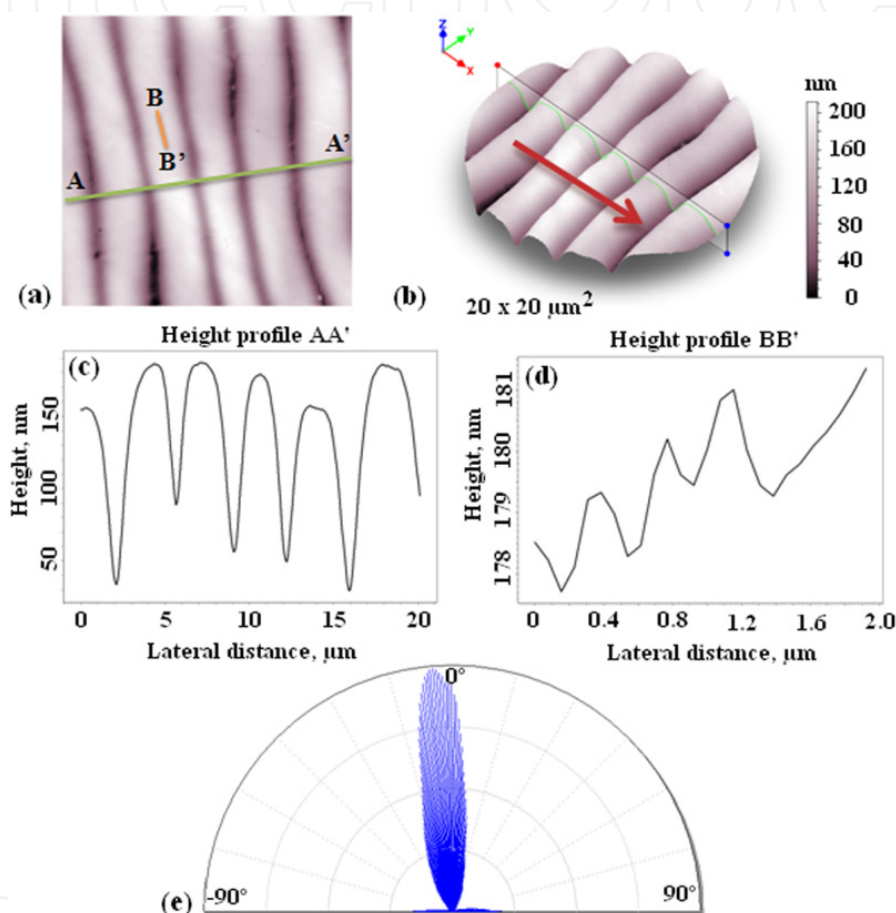 B
B'
A
A'
(a)
Z
Y
X
nm
200
160
120
80
40
0
(b)
20 x 20 µm²
Height profile AA'
(c)
Height, nm
150
100
50
0 5 10 15 20
Lateral distance, µm
Height profile BB'
(d)
Height, nm
181
180
179
178
0 0.4 0.8 1.2 1.6 2.0
Lateral distance, µm
0°
-90°
90°
(e)